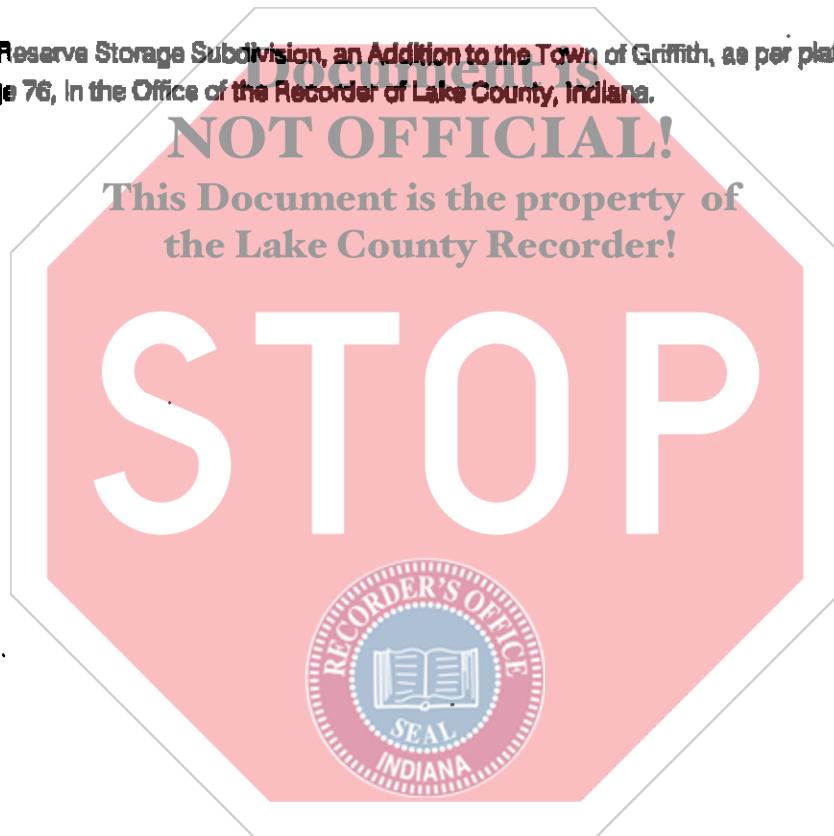 Reserve Storage Subdivision, an Addition to the Town of Griffith, as per plat
76, in the Office of the Recorder of Lake County, Indiana.
Document is
NOT OFFICIAL!
This Document is the property of
the Lake County Recorder!
STOP
RECORDER'S OFFICE
SEAL
INDIANA